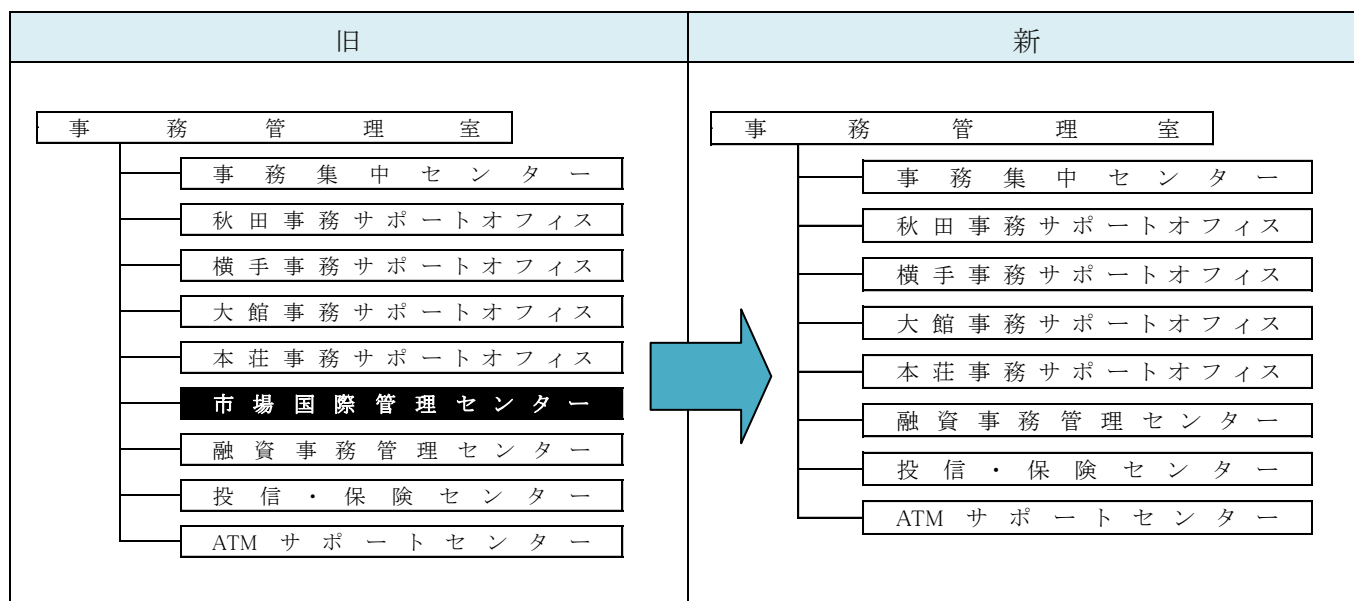 旧
事務管理室
事務集中センター
秋田事務サポートオフィス
横手事務サポートオフィス
大館事務サポートオフィス
本荘事務サポートオフィス
市場国際管理センター
融資事務管理センター
投信・保険センター
ATMサポートセンター
新
事務管理室
事務集中センター
秋田事務サポートオフィス
横手事務サポートオフィス
大館事務サポートオフィス
本荘事務サポートオフィス
融資事務管理センター
投信・保険センター
ATMサポートセンター